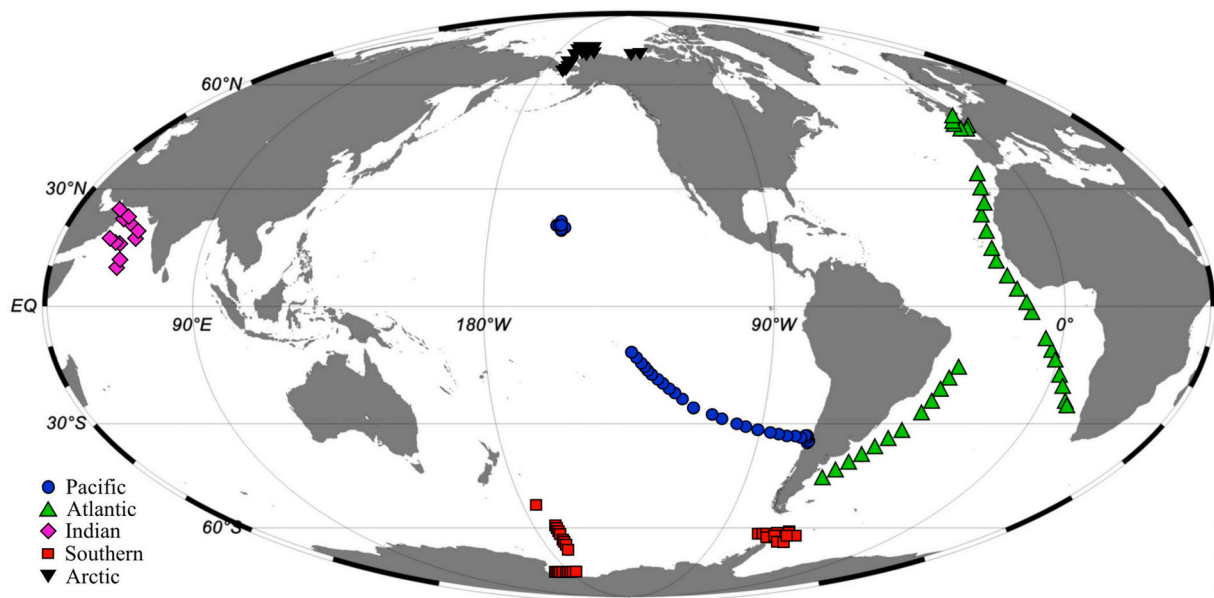 60°N
30°N
EQ
90°E
180°W
90°W
0°
30°S
60°S
Pacific
Atlantic
Indian
Southern
Arctic